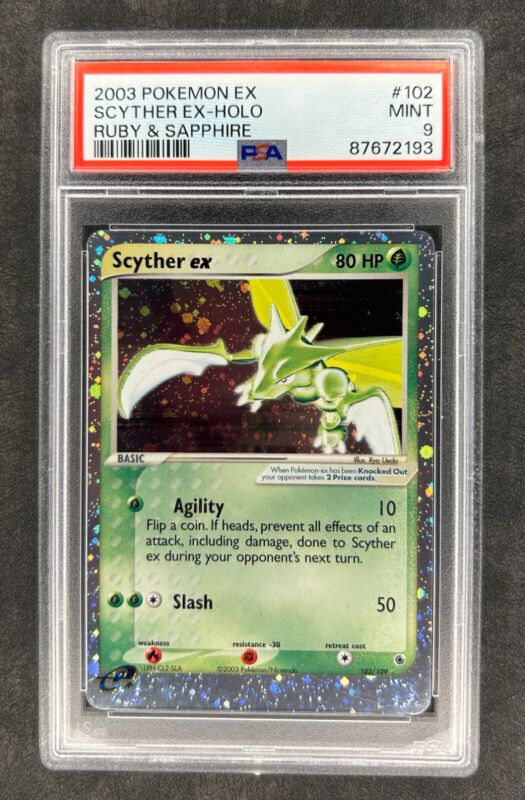 2003 POKEMON EX #102
SCYTHER EX-HOLO MINT
RUBY & SAPPHIRE 9
PSA 87672193
Scyther ex 80 HP
Illus. Ryo Ueda
BASIC
When Pokémon-ex has been Knocked Out,
your opponent takes 2 Prize cards.
Agility 10
Flip a coin. If heads, prevent all effects of an
attack, including damage, done to Scyther
ex during your opponent's next turn.
Slash 50
weakness resistance -30 retreat cost
©2003 Pokémon/Nintendo 102/109